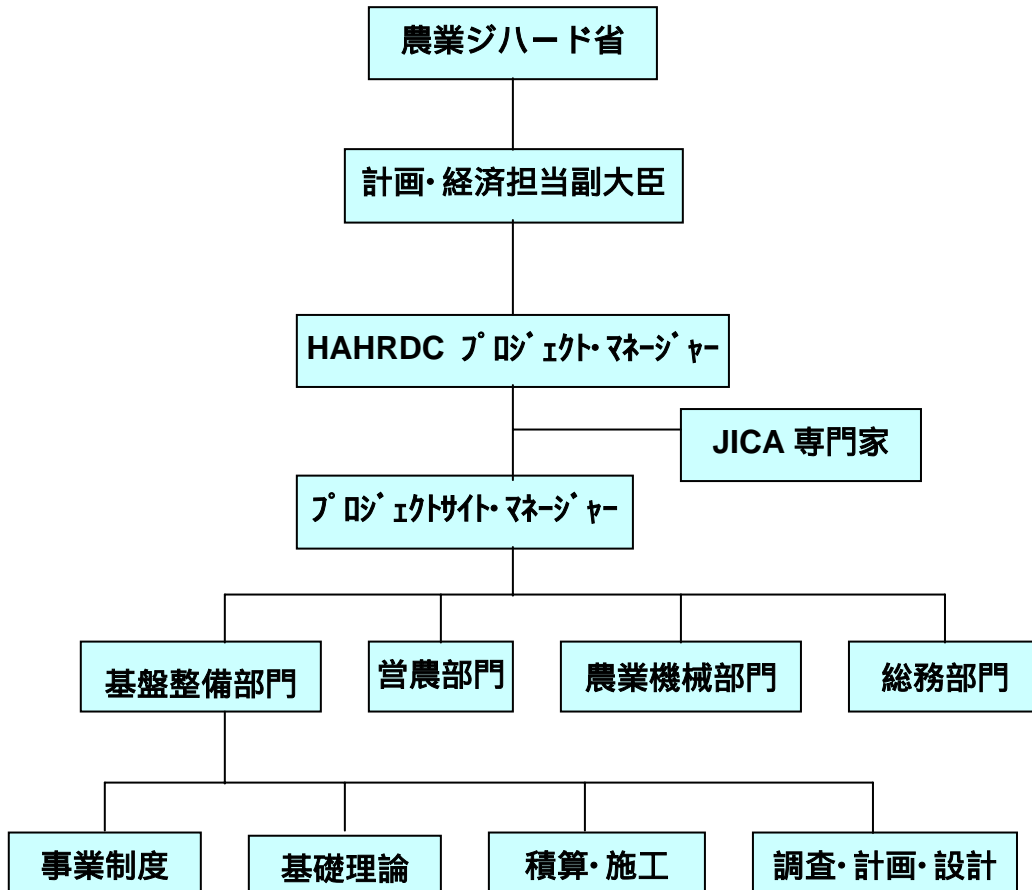 農業ジハード省
計画・経済担当副大臣
HAHRDC ﾌﾟﾛｼﾞｪｸﾄ･ﾏﾈｰｼﾞｬｰ
JICA 専門家
ﾌﾟﾛｼﾞｪｸﾄｻｲﾄ･ﾏﾈｰｼﾞｬｰ
基盤整備部門
営農部門
農業機械部門
総務部門
事業制度
基礎理論
積算・施工
調査・計画・設計